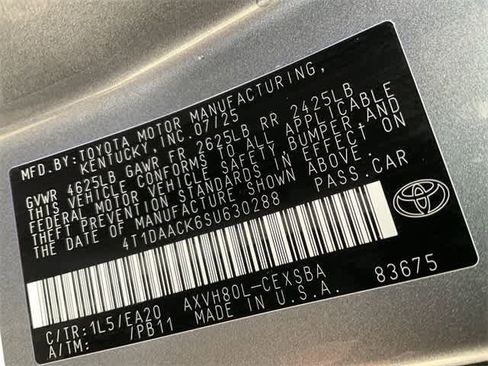 MFD.BY: TOYOTA MOTOR MANUFACTURING,
KENTUCKY, INC. 07/25
GVWR 4625LB GAWR FR 2625LB RR 2425LB
THIS VEHICLE CONFORMS TO ALL APPLICABLE
FEDERAL MOTOR VEHICLE SAFETY BUMPER, AND
THEFT PREVENTION STANDARDS IN EFFECT ON
THE DATE OF MANUFACTURE SHOWN ABOVE.
4T1DAACK6SU630288 PASS.CAR
C/TR: 1L5/EA20 AXVH80L-CEXSBA
A/TM: /PB11 MADE IN U.S.A. 83675